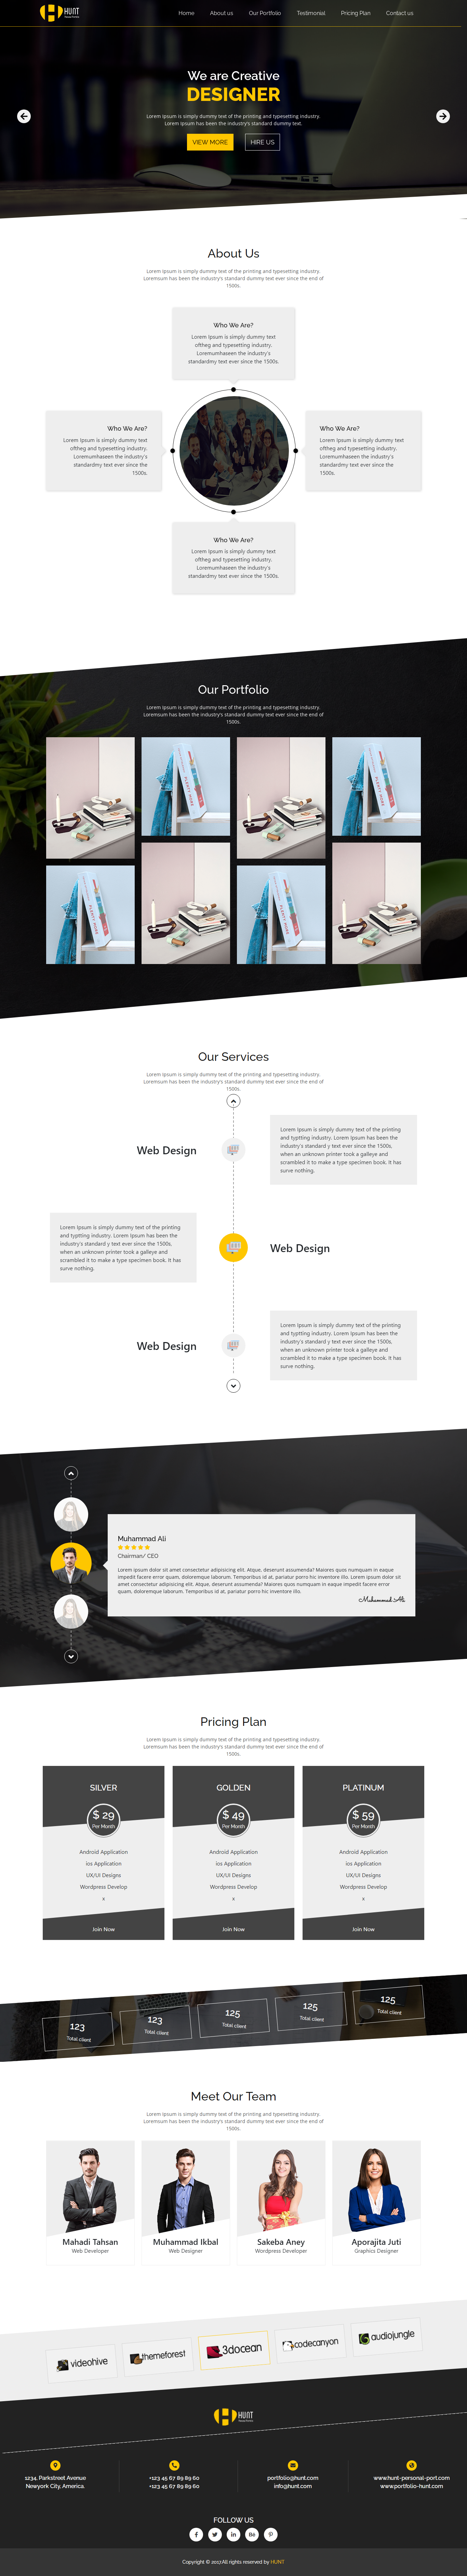 HUNT
Home About us Our Portfolio Testimonial Pricing Plan Contact us
We are Creative
DESIGNER
Lorem Ipsum is simply dummy text of the printing and typesetting industry.
Lorem Ipsum has been the industry's standard dummy text.
VIEW MORE HIRE US
About Us
Lorem Ipsum is simply dummy text of the printing and typesetting industry.
Loremsum has been the industry's standard dummy text ever since the end of
1500s.
Who We Are?
Lorem Ipsum is simply dummy text
oftheg and typesetting industry.
Loremumhaseen the industry's
standardmy text ever since the 1500s.
Who We Are?
Lorem Ipsum is simply dummy text
oftheg and typesetting industry.
Loremumhaseen the industry's
standardmy text ever since the
1500s.
Who We Are?
Lorem Ipsum is simply dummy text
oftheg and typesetting industry.
Loremumhaseen the industry's
standardmy text ever since the
1500s.
Who We Are?
Lorem Ipsum is simply dummy text
oftheg and typesetting industry.
Loremumhaseen the industry's
standardmy text ever since the 1500s.
Our Portfolio
Lorem Ipsum is simply dummy text of the printing and typesetting industry.
Loremsum has been the industry's standard dummy text ever since the end of
1500s.
Our Services
Lorem Ipsum is simply dummy text of the printing and typesetting industry.
Loremsum has been the industry's standard dummy text ever since the end of
1500s.
Web Design
Lorem Ipsum is simply dummy text of the printing
and typtting industry. Lorem Ipsum has been the
industry's standard y text ever since the 1500s,
when an unknown printer took a galleye and
scrambled it to make a type specimen book. It has
surve nothing.
Lorem Ipsum is simply dummy text of the printing
and typtting industry. Lorem Ipsum has been the
industry's standard y text ever since the 1500s,
when an unknown printer took a galleye and
scrambled it to make a type specimen book. It has
surve nothing.
Web Design
Web Design
Lorem Ipsum is simply dummy text of the printing
and typtting industry. Lorem Ipsum has been the
industry's standard y text ever since the 1500s,
when an unknown printer took a galleye and
scrambled it to make a type specimen book. It has
surve nothing.
Muhammad Ali
Chairman/ CEO
Lorem ipsum dolor sit amet consectetur adipisicing elit. Atque, deserunt assumenda? Maiores quos numquam in eaque
impedit facere error quam, doloremque laborum. Temporibus id at, pariatur porro hic inventore illo. Lorem ipsum dolor sit
amet consectetur adipisicing elit. Atque, deserunt assumenda? Maiores quos numquam in eaque impedit facere error
quam, doloremque laborum. Temporibus id at, pariatur porro hic inventore illo.
Muhammad Ali
Pricing Plan
Lorem Ipsum is simply dummy text of the printing and typesetting industry.
Loremsum has been the industry's standard dummy text ever since the end of
1500s.
SILVER
$ 29
Per Month
Android Application
ios Application
UX/UI Designs
Wordpress Develop
x
Join Now
GOLDEN
$ 49
Per Month
Android Application
ios Application
UX/UI Designs
Wordpress Develop
x
Join Now
PLATINUM
$ 59
Per Month
Android Application
ios Application
UX/UI Designs
Wordpress Develop
x
Join Now
123
Total client
123
Total client
125
Total client
125
Total client
125
Total client
Meet Our Team
Lorem Ipsum is simply dummy text of the printing and typesetting industry.
Loremsum has been the industry's standard dummy text ever since the end of
1500s.
Mahadi Tahsan
Web Developer
Muhammad Ikbal
Web Designer
Sakeba Aney
Wordpress Developer
Aporajita Juti
Graphics Designer
videohive
themeforest
3docean
codecanyon
audiojungle
HUNT
1234, Parkstreet Avenue
Newyork City, America.
+123 45 67 89 89 60
+123 45 67 89 89 60
portfolio@hunt.com
info@hunt.com
www.hunt-personal-port.com
www.portfolio-hunt.com
FOLLOW US
Copyright © 2017.All rights reserved by HUNT